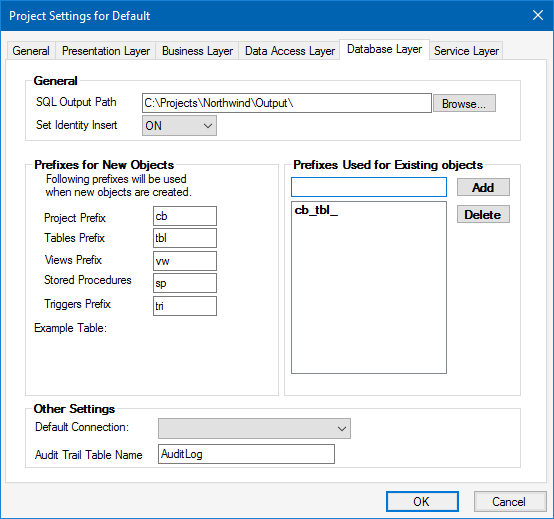 Project Settings for Default
General
Presentation Layer
Business Layer
Data Access Layer
Database Layer
Service Layer
General
SQL Output Path
C:\Projects\Northwind\Output\
Browse...
Set Identity Insert
ON
Prefixes for New Objects
Following prefixes will be used
when new objects are created.
Project Prefix
cb
Tables Prefix
tbl
Views Prefix
vw
Stored Procedures
sp
Triggers Prefix
tri
Example Table:
Prefixes Used for Existing objects
Add
cb_tbl_
Delete
Other Settings
Default Connection:
Audit Trail Table Name
AuditLog
OK
Cancel